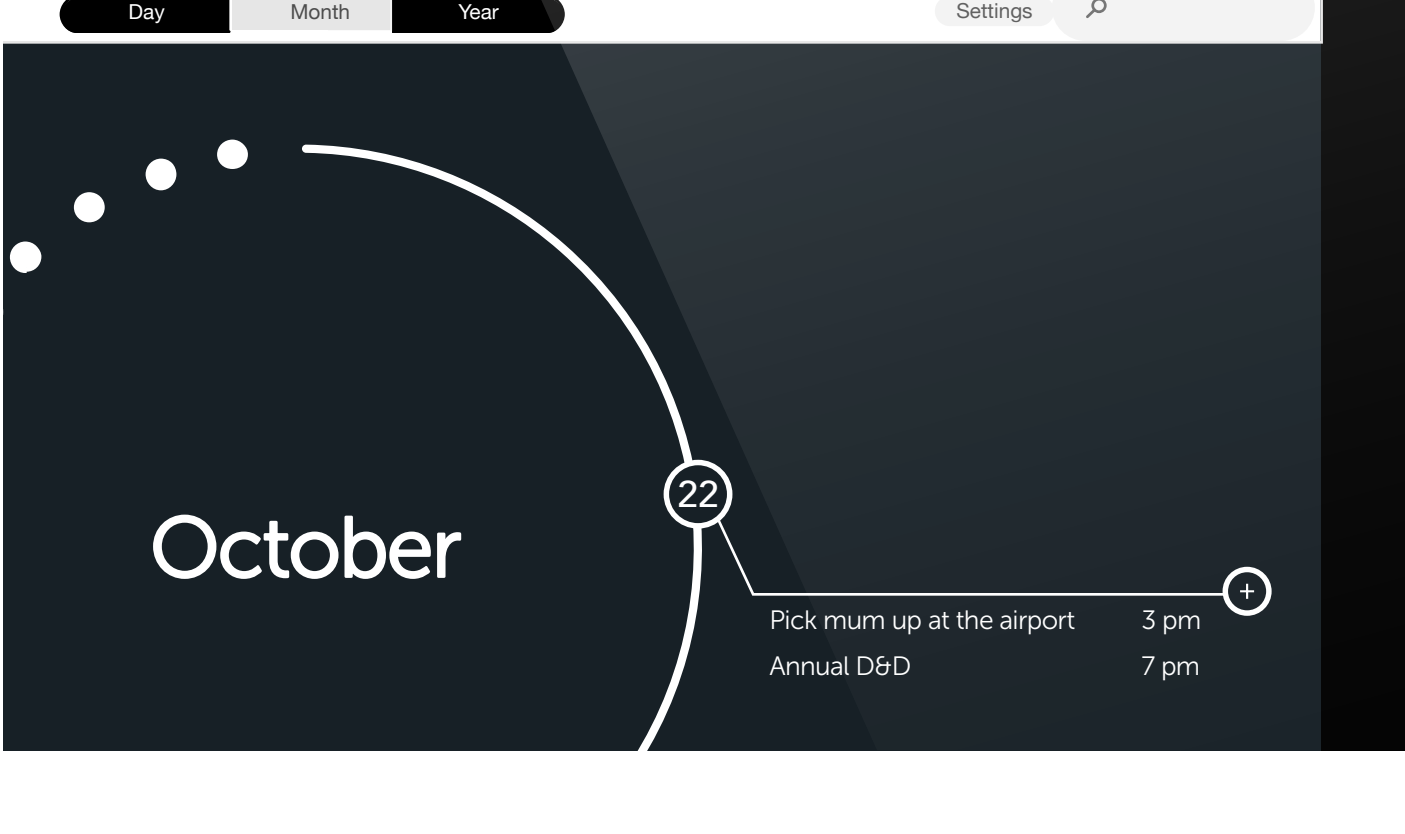 Day Month Year Settings
22
October
+
Pick mum up at the airport 3 pm
Annual D&D 7 pm